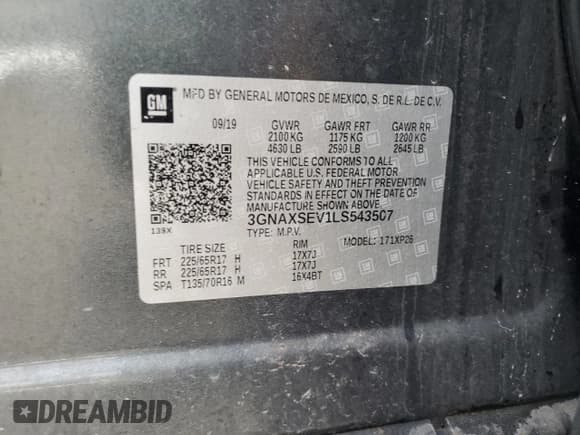 GM
MFD BY GENERAL MOTORS DE MEXICO, S. DE R.L. DE C.V.
09/19 GVWR GAWR FRT GAWR RR
2100 KG 1175 KG 1200 KG
4630 LB 2590 LB 2645 LB
THIS VEHICLE CONFORMS TO ALL
APPLICABLE U.S. FEDERAL MOTOR
VEHICLE SAFETY AND THEFT PREVENTION
STANDARDS IN EFFECT ON THE DATE OF
MANUFACTURE SHOWN ABOVE.
3GNAXSEV1LS543507
139X TYPE: M.P.V. MODEL: 171XP26
TIRE SIZE RIM
FRT 225/65R17 H 17X7J
RR 225/65R17 H 17X7J
SPA T135/70R16 M 16X4BT
DREAMBID